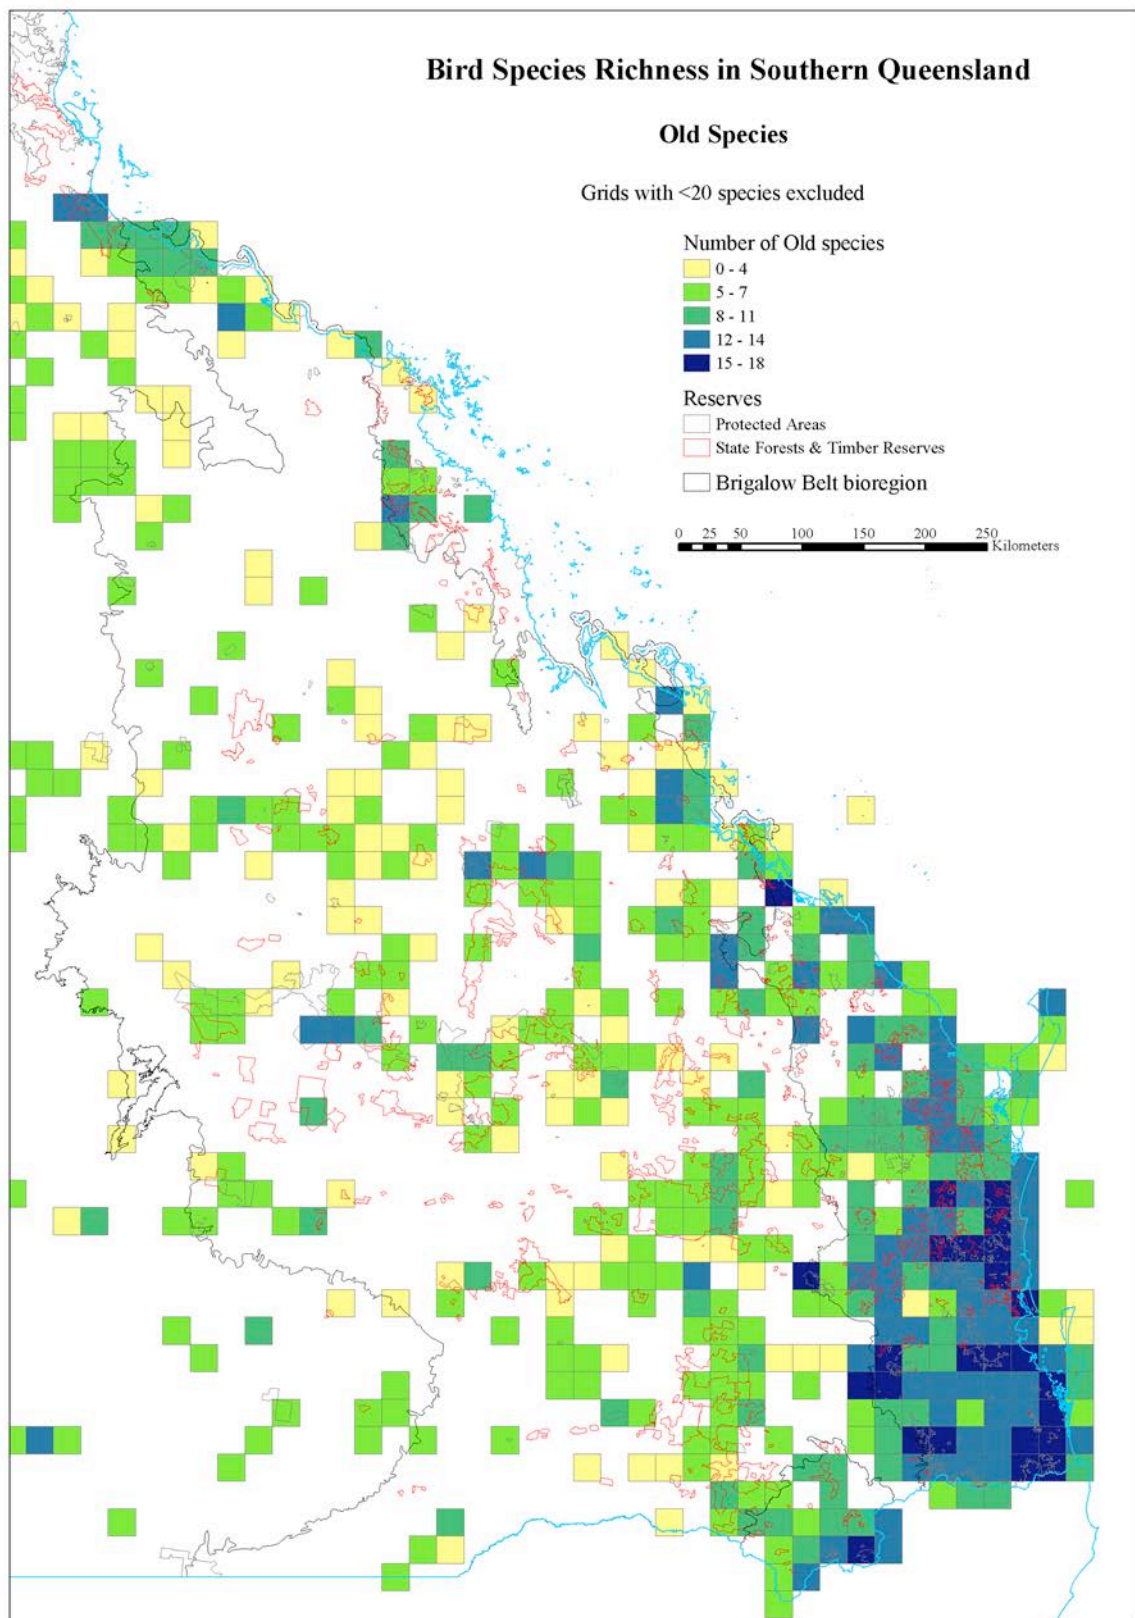 Bird Species Richness in Southern Queensland
Old Species
Grids with <20 species excluded
Number of Old species
0 - 4
5 - 7
8 - 11
12 - 14
15 - 18
Reserves
Protected Areas
State Forests & Timber Reserves
Brigalow Belt bioregion
0 25 50 100 150 200 250
Kilometers